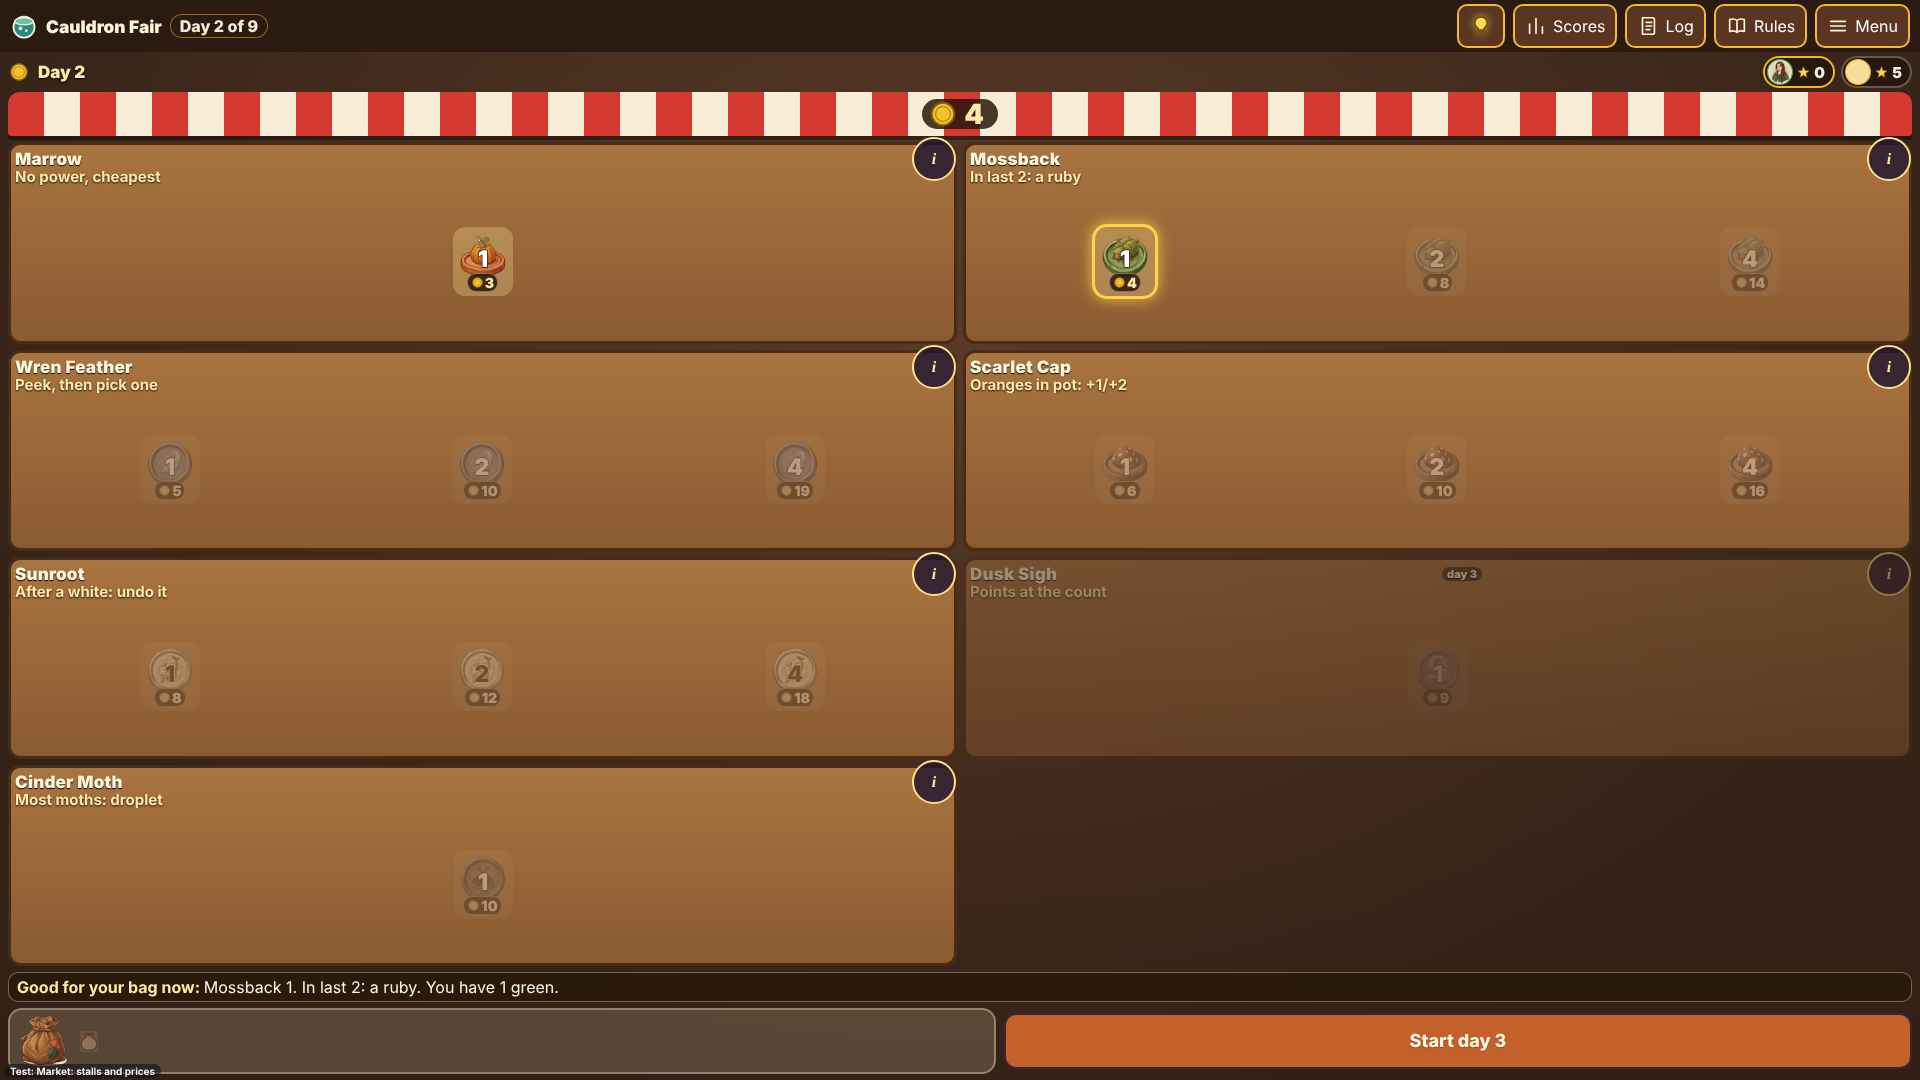 Cauldron Fair
Day 2 of 9
Scores
Log
Rules
Menu
Day 2
0
5
4
Marrow
No power, cheapest
i
1
3
Mossback
In last 2: a ruby
i
1
4
2
8
4
14
Wren Feather
Peek, then pick one
i
1
5
2
10
4
19
Scarlet Cap
Oranges in pot: +1/+2
i
1
6
2
10
4
16
Sunroot
After a white: undo it
i
1
8
2
12
4
18
Dusk Sigh
Points at the count
day 3
i
1
9
Cinder Moth
Most moths: droplet
i
1
10
Good for your bag now: Mossback 1. In last 2: a ruby. You have 1 green.
Start day 3
Test: Market: stalls and prices